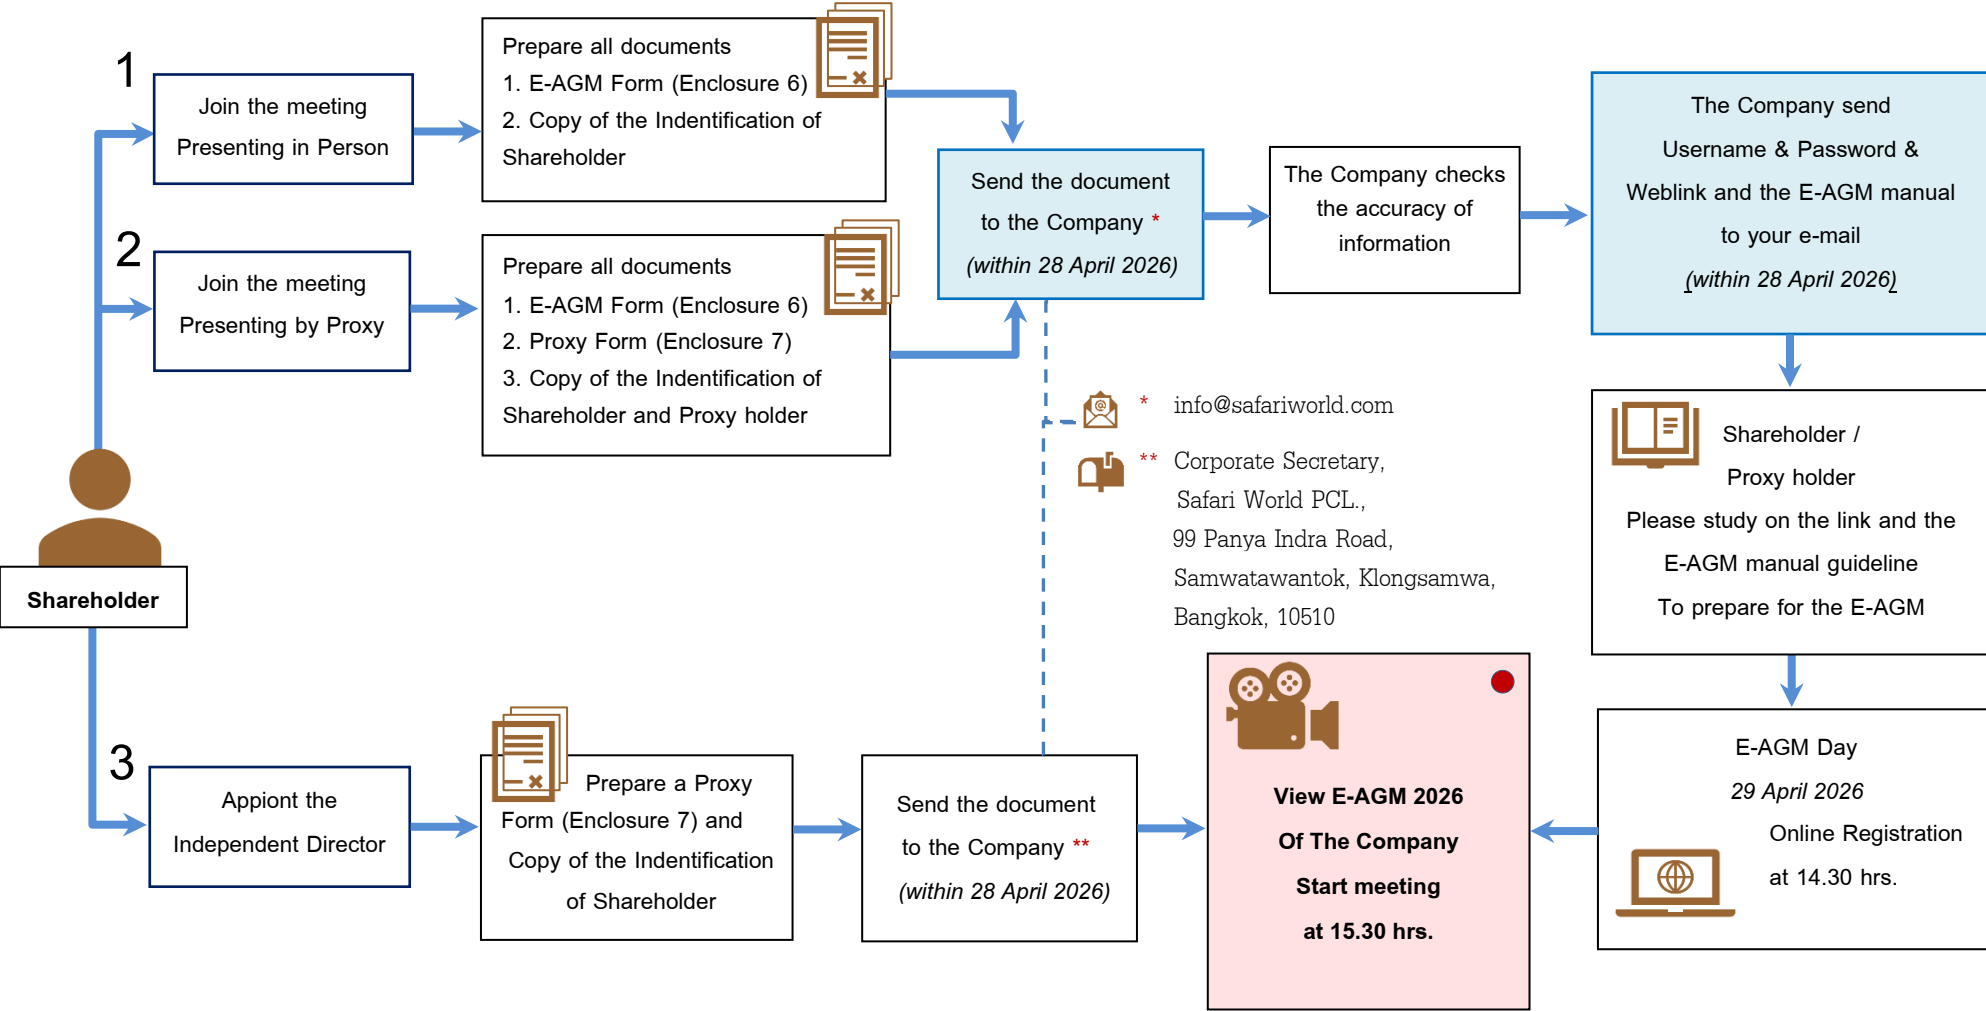 1
Join the meeting
Presenting in Person
Prepare all documents
1. E-AGM Form (Enclosure 6)
2. Copy of the Indentification of
Shareholder
2
Join the meeting
Presenting by Proxy
Prepare all documents
1. E-AGM Form (Enclosure 6)
2. Proxy Form (Enclosure 7)
3. Copy of the Indentification of
Shareholder and Proxy holder
Send the document
to the Company *
(within 28 April 2026)
The Company checks
the accuracy of
information
The Company send
Username & Password &
Weblink and the E-AGM manual
to your e-mail
(within 28 April 2026)
* info@safariworld.com
** Corporate Secretary,
Safari World PCL.,
99 Panya Indra Road,
Samwatawantok, Klongsamwa,
Bangkok, 10510
Shareholder /
Proxy holder
Please study on the link and the
E-AGM manual guideline
To prepare for the E-AGM
Shareholder
3
Appiont the
Independent Director
Prepare a Proxy
Form (Enclosure 7) and
Copy of the Indentification
of Shareholder
Send the document
to the Company **
(within 28 April 2026)
View E-AGM 2026
Of The Company
Start meeting
at 15.30 hrs.
E-AGM Day
29 April 2026
Online Registration
at 14.30 hrs.